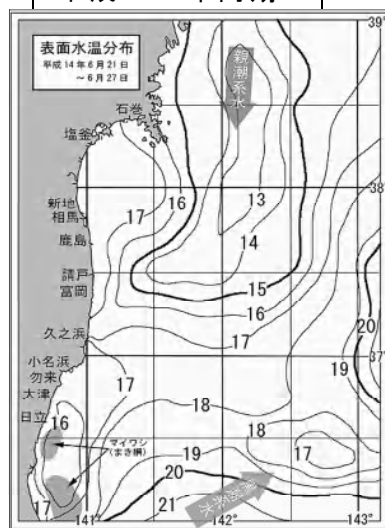 表面水温分布
平成14年6月21日
～6月27日
39°
親潮系水
石巻
塩釜
38°
13
16
17
新地
相馬
14
鹿島
請戸
15
富岡
16
20
久之浜
17
37°
小名浜
19
勿来
17
大津
18
18
日立
16
マイワシ
(まき網)
17
19
20
17
21
141°
142°
143°